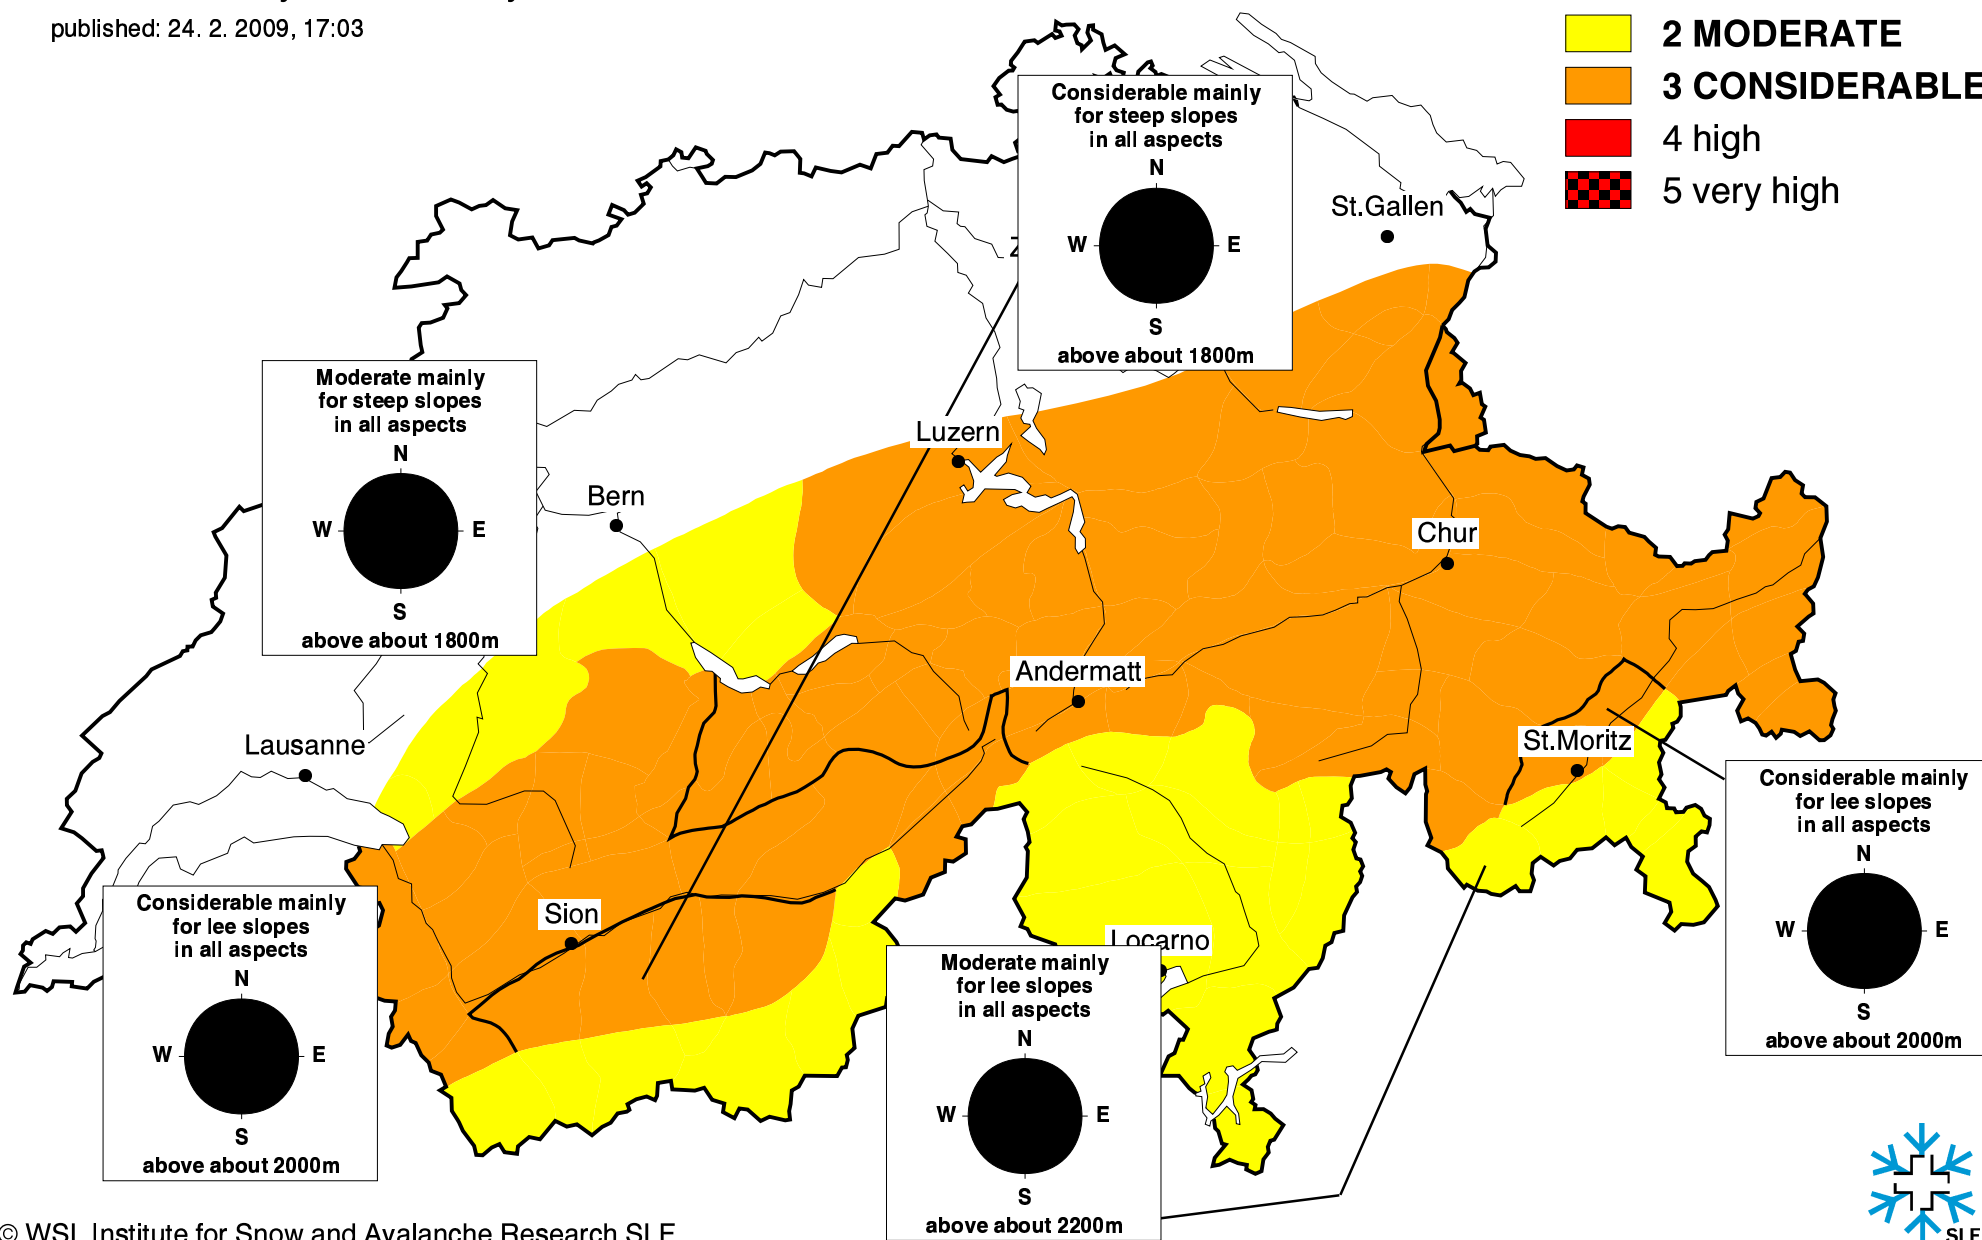 published: 24. 2. 2009, 17:03
2 MODERATE
3 CONSIDERABLE
4 high
5 very high
Considerable mainly
for steep slopes
in all aspects
N
W
E
S
above about 1800m
St.Gallen
Moderate mainly
for steep slopes
in all aspects
N
W
E
S
above about 1800m
Luzern
Bern
Chur
Andermatt
Lausanne
St.Moritz
Considerable mainly
for lee slopes
in all aspects
N
W
E
S
above about 2000m
Sion
Locarno
Considerable mainly
for lee slopes
in all aspects
N
W
E
S
above about 2000m
Moderate mainly
for lee slopes
in all aspects
N
W
E
S
above about 2200m
© WSL Institute for Snow and Avalanche Research SLF
SLF